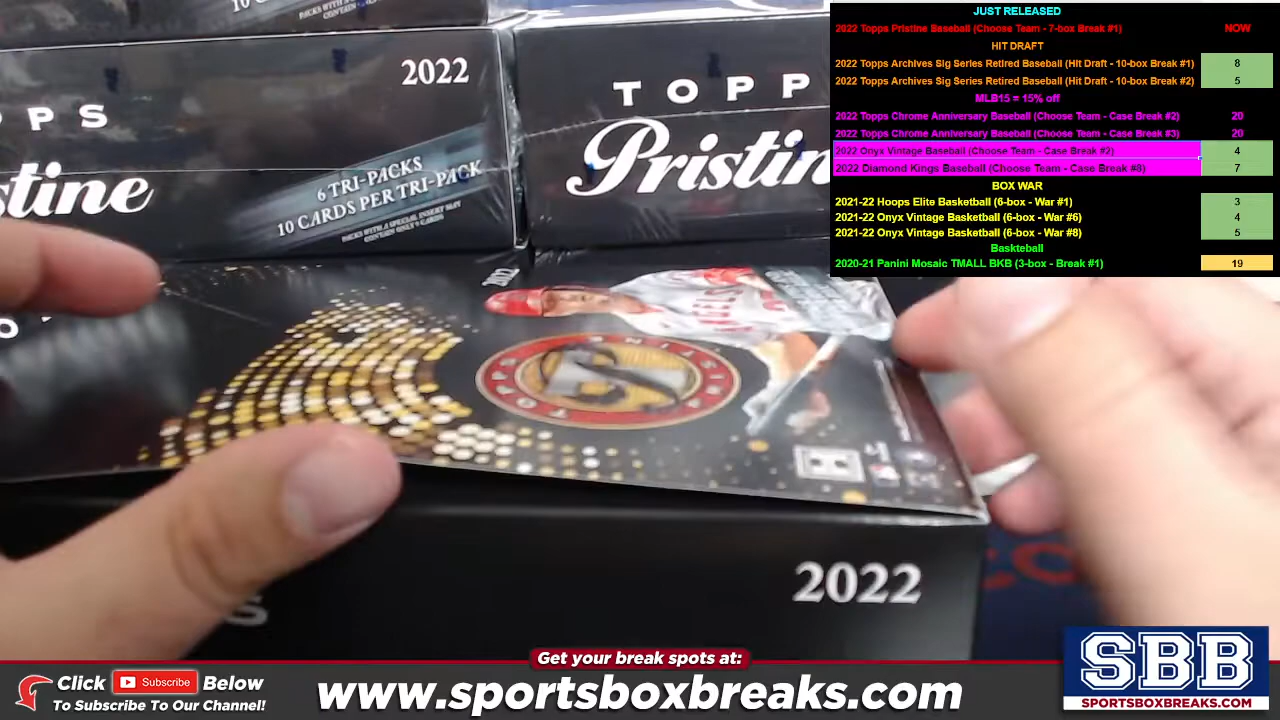 JUST RELEASED
2022 Topps Pristine Baseball (Choose Team - 7-box Break #1) NOW
HIT DRAFT
2022 Topps Archives Sig Series Retired Baseball (Hit Draft - 10-box Break #1) 8
2022 Topps Archives Sig Series Retired Baseball (Hit Draft - 10-box Break #2) 5
MLB15 = 15% off
2022 Topps Chrome Anniversary Baseball (Choose Team - Case Break #2) 20
2022 Topps Chrome Anniversary Baseball (Choose Team - Case Break #3) 20
2022 Onyx Vintage Baseball (Choose Team - Case Break #2) 4
2022 Diamond Kings Baseball (Choose Team - Case Break #8) 7
BOX WAR
2021-22 Hoops Elite Basketball (6-box - War #1) 3
2021-22 Onyx Vintage Basketball (6-box - War #6) 4
2021-22 Onyx Vintage Basketball (6-box - War #8) 5
Baskteball
2020-21 Panini Mosaic TMALL BKB (3-box - Break #1) 19
2022
PPS
stine
6 TRI-PACKS
10 CARDS PER TRI-PACK
TOPP
Pristin
2022
S
Get your break spots at:
Click Subscribe Below
To Subscribe To Our Channel!
www.sportsboxbreaks.com
SBB
SPORTSBOXBREAKS.COM